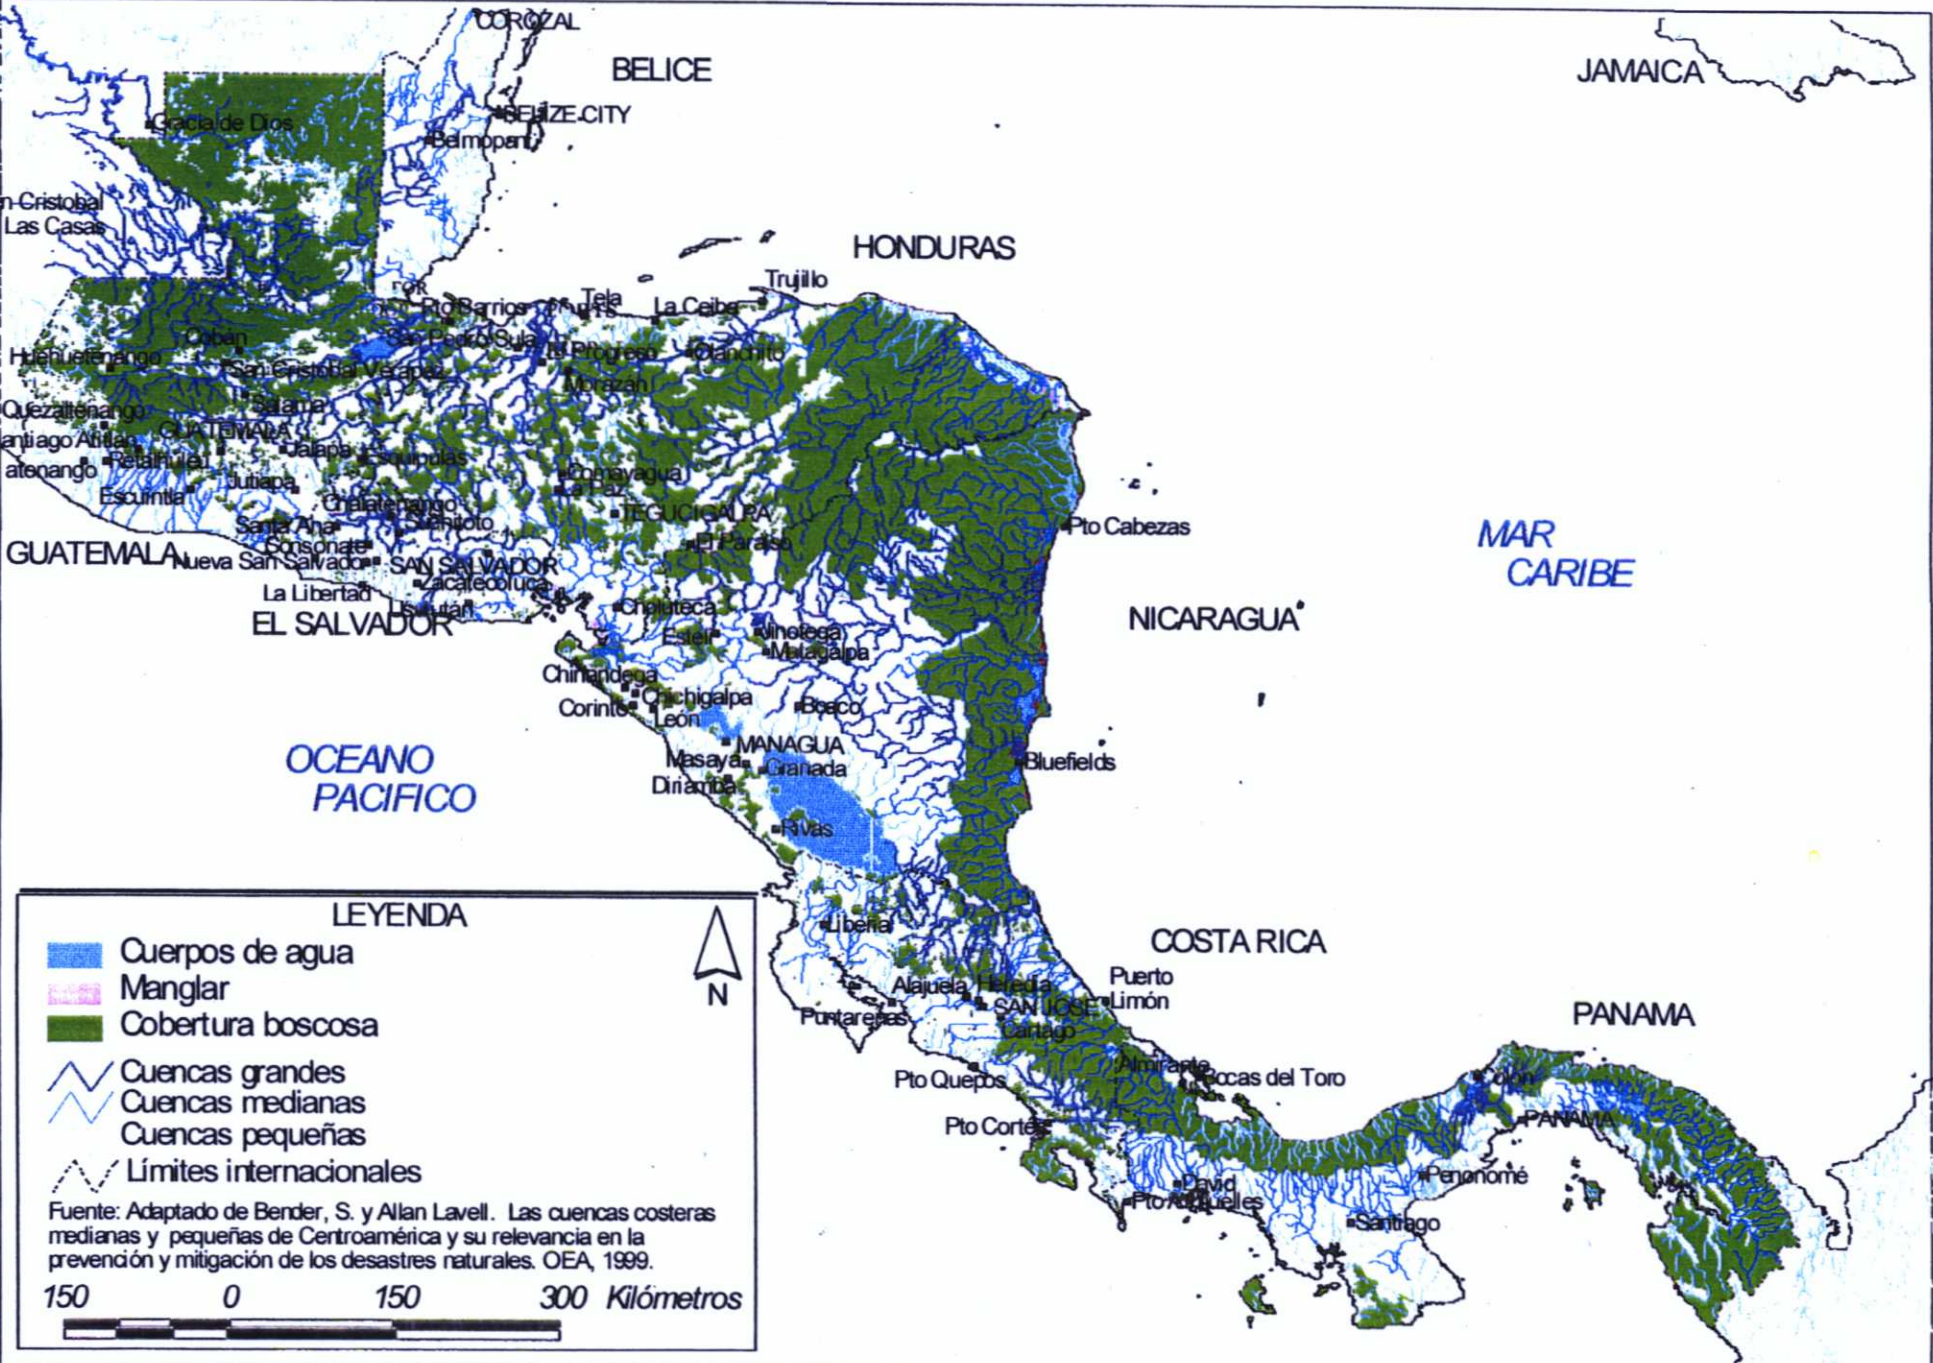 COROZAL
BELICE
JAMAICA
BELIZE CITY
Gracia de Dios
Belmopan
n Cristobal
Las Casas
HONDURAS
Trujillo
Tela
Pto Barrios
La Ceiba
Cobán
San Pedro Sula
El Progreso
Olanchito
Huehuetenango
San Cristobal Verapaz
Morazán
Quezaltenango
Salama
GUATEMALA
antiago Atitlan
Jalapa
Esquipulas
Retalhuleu
atenango
Comayagua
Jutiapa
La Paz
Escuintla
Chalatenango
TEGUCIGALPA
Santa Ana
Suchitoto
Pto Cabezas
MAR
CARIBE
Sonsonate
El Paraiso
GUATEMALA
Nueva San Salvador
SAN SALVADOR
Zacatecoluca
La Libertad
Usulután
Choluteca
EL SALVADOR
NICARAGUA
Jinotega
Esteli
Matagalpa
Chinandega
Chichigalpa
Corinto
León
Boaco
OCEANO
PACIFICO
MANAGUA
Masaya
Granada
Bluefields
Diriamba
Rivas
Liberia
COSTA RICA
Puerto
Limón
Alajuela
Heredia
SAN JOSE
Puntarenas
Cartago
PANAMA
Almirante
Pto Quepos
Bocas del Toro
Colón
Pto Cortés
PANAMA
Penonomé
David
Santiago
LEYENDA
Cuerpos de agua
Manglar
Cobertura boscosa
N
Cuencas grandes
Cuencas medianas
Cuencas pequeñas
Límites internacionales
Fuente: Adaptado de Bender, S. y Allan Lavell. Las cuencas costeras
medianas y pequeñas de Centroamérica y su relevancia en la
prevención y mitigación de los desastres naturales. OEA, 1999.
150 0 150 300 Kilómetros